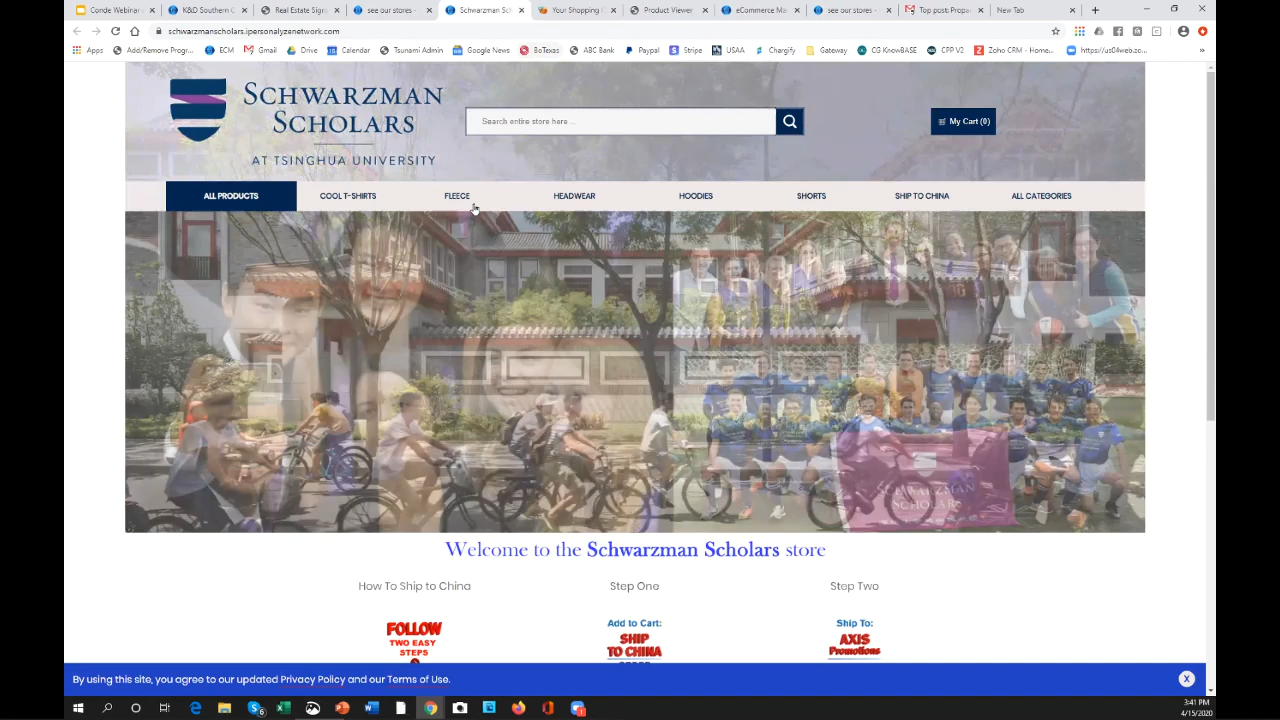 Conde Webinar
K&D Southern C
Real Estate Sign
see our stores -
Schwarzman Sc
Your Shopping
Product Viewer
eCommerce Ma
see our stores -
Top post: Propa
New Tab
schwarzmanscholars.ipersonalyzenetwork.com
Apps
Add/Remove Progr...
ECM
Gmail
Drive
Calendar
Tsunami Admin
Google News
BoTexas
ABC Bank
Paypal
Stripe
USAA
Chargify
Gateway
CG KnowBASE
CPP V2
Zoho CRM - Home...
https://us04web.zo...
»
SCHWARZMAN
SCHOLARS
AT TSINGHUA UNIVERSITY
Search entire store here ...
My Cart (0)
ALL PRODUCTS
COOL T-SHIRTS
FLEECE
HEADWEAR
HOODIES
SHORTS
SHIP TO CHINA
ALL CATEGORIES
SCHWARZMAN
SCHOLARS
Welcome to the Schwarzman Scholars store
How To Ship to China
Step One
Step Two
FOLLOW
TWO EASY
STEPS
Add to Cart:
SHIP
TO CHINA
Ship To:
AXIS
Promotions
By using this site, you agree to our updated Privacy Policy and our Terms of Use.
X
3:41 PM
4/15/2020